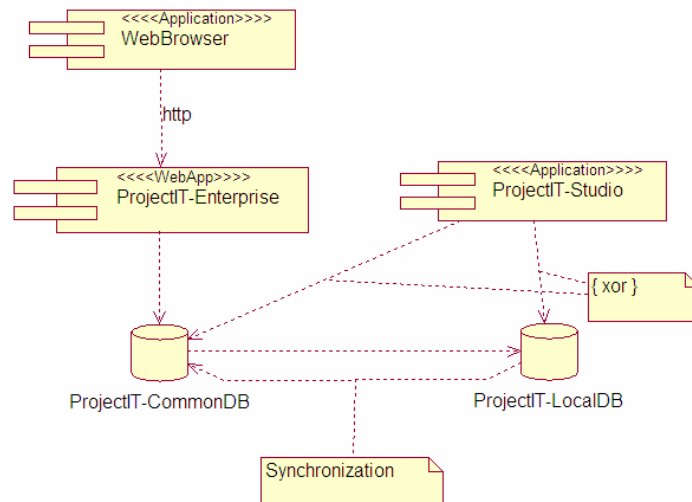 <<<<Application>>>>
WebBrowser
http
<<<<WebApp>>>>
ProjectIT-Enterprise
<<<<Application>>>>
ProjectIT-Studio
{ xor }
ProjectIT-CommonDB
ProjectIT-LocalDB
Synchronization